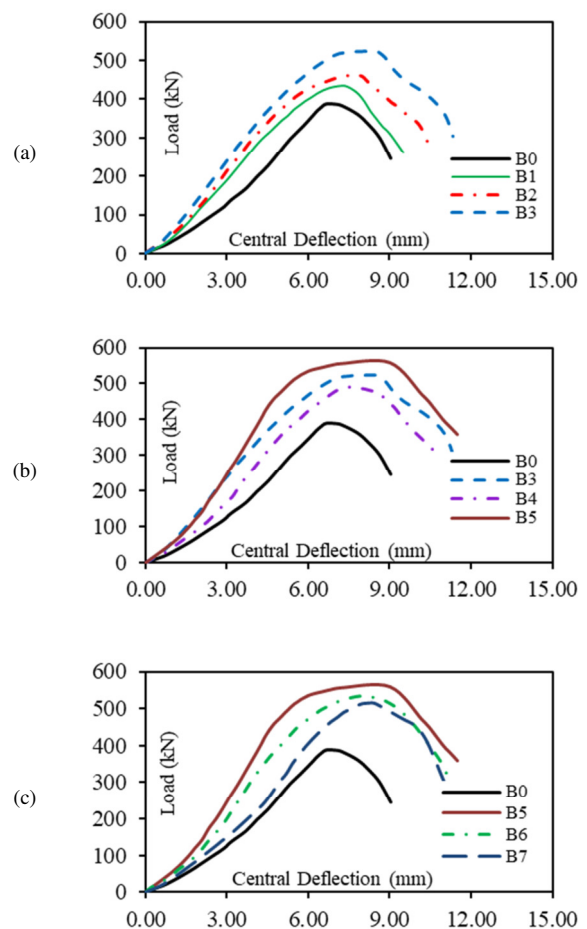 (a)
600
500
400
300
200
100
0
Load (kN)
Central Deflection (mm)
B0
B1
B2
B3
0.00 3.00 6.00 9.00 12.00 15.00
(b)
600
500
400
300
200
100
0
Load (kN)
Central Deflection (mm)
B0
B3
B4
B5
0.00 3.00 6.00 9.00 12.00 15.00
(c)
600
500
400
300
200
100
0
Load (kN)
Central Deflection (mm)
B0
B5
B6
B7
0.00 3.00 6.00 9.00 12.00 15.00